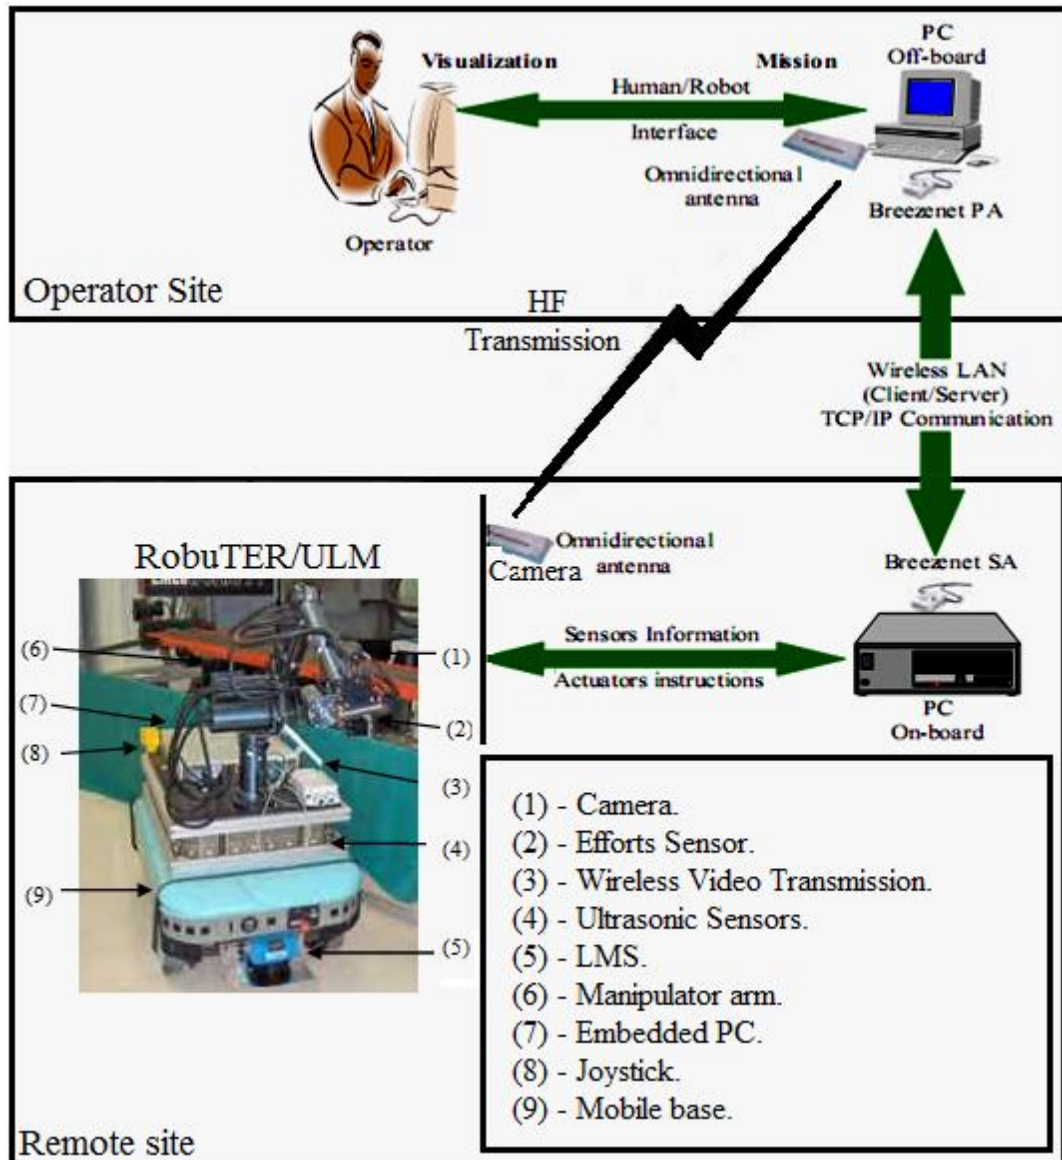 PC
Off-board
Visualization
Mission
Human/Robot
Interface
Omnidirectional
antenna
Breezenet PA
Operator
Operator Site
HF
Transmission
Wireless LAN
(Client/Server)
TCP/IP Communication
RobuTER/ULM
Camera
Omnidirectional
antenna
Breezenet SA
Sensors Information
Actuators instructions
PC
On-board
(6)
(7)
(8)
(9)
(1)
(2)
(3)
(4)
(5)
(1) - Camera.
(2) - Efforts Sensor.
(3) - Wireless Video Transmission.
(4) - Ultrasonic Sensors.
(5) - LMS.
(6) - Manipulator arm.
(7) - Embedded PC.
(8) - Joystick.
(9) - Mobile base.
Remote site